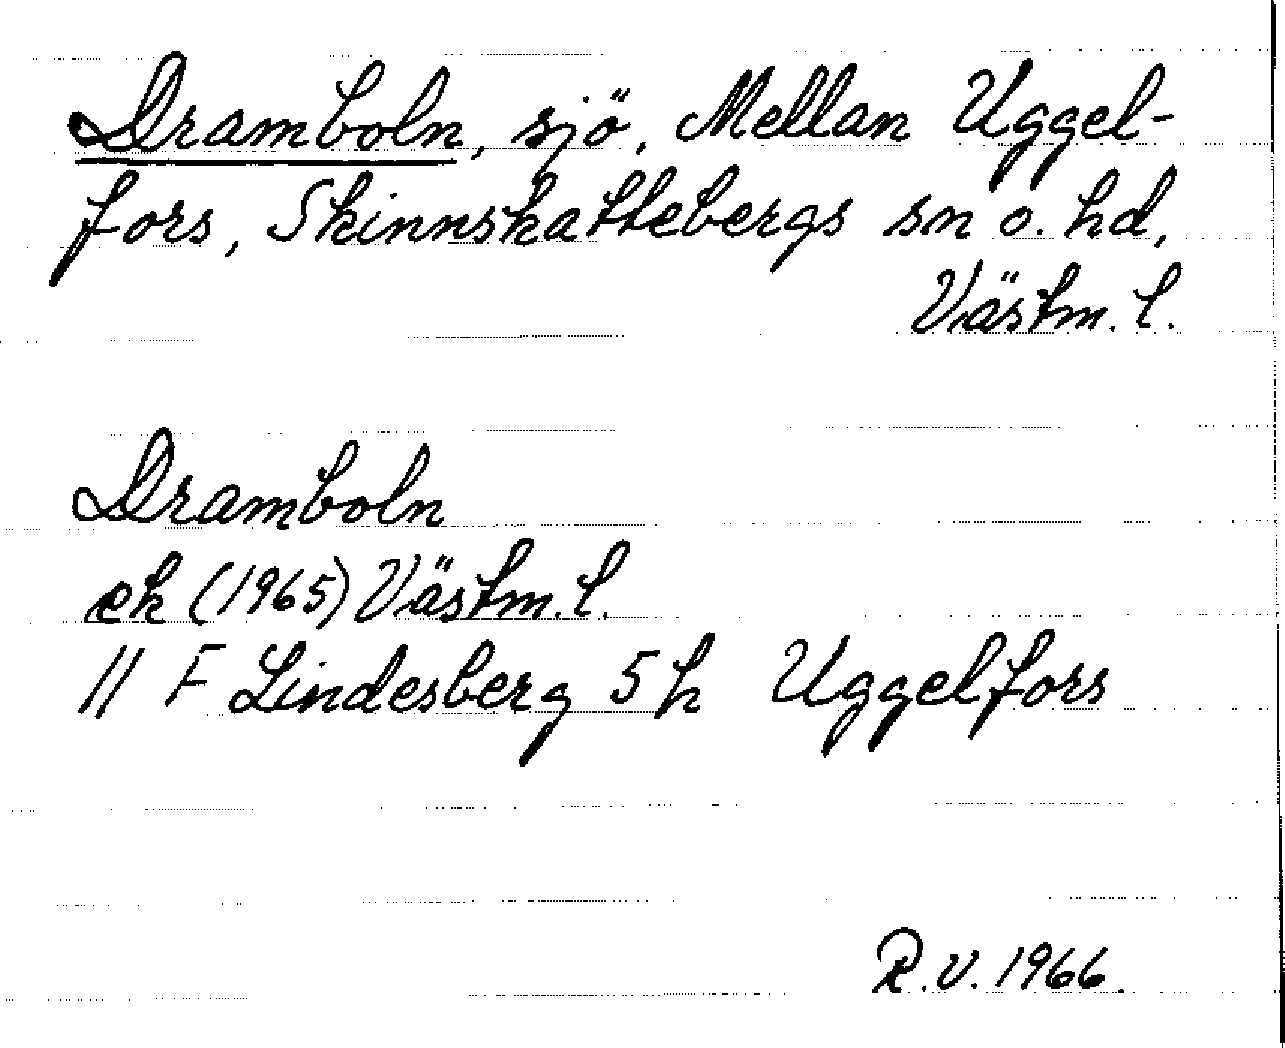 Dramboln, sjö, Mellan Uggel-
fors, Skinnskattebergs sn o. hd,
Västm. l.
Dramboln
ek (1965) Västm. l.
11 F Lindesberg 5 h Uggelfors
R.V. 1966.